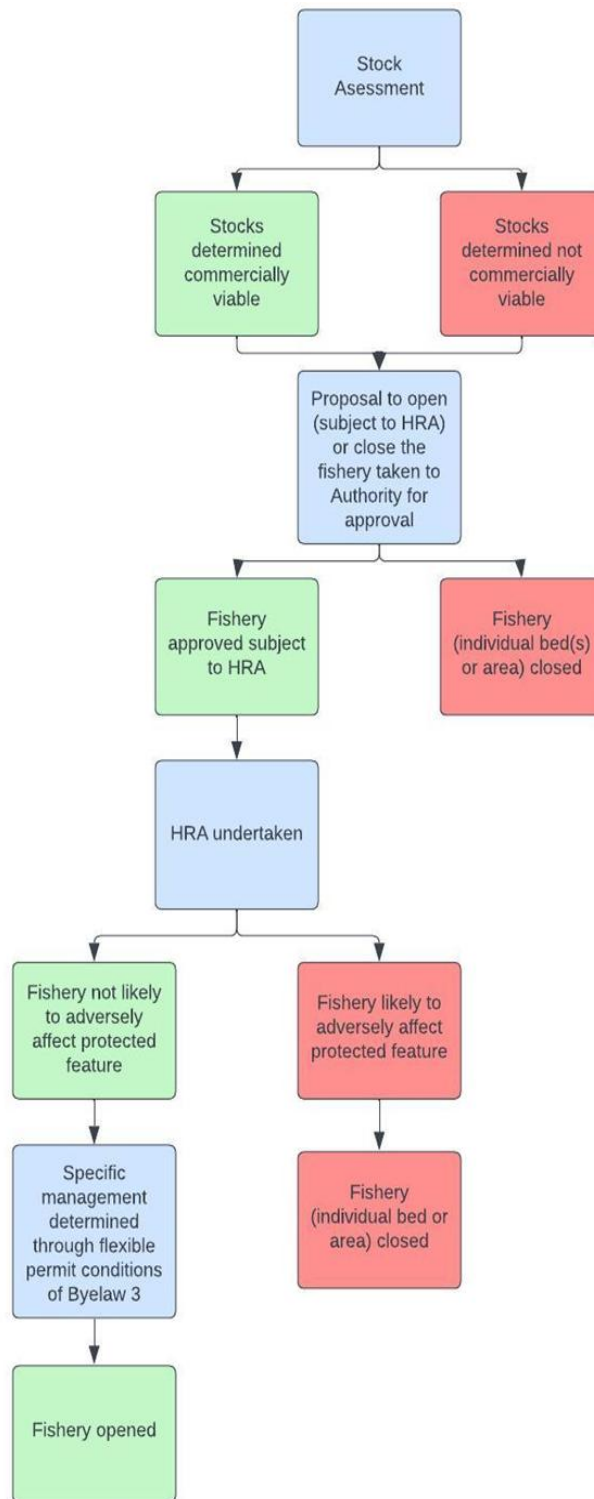 Stock
Asessment
Stocks
determined
commercially
viable
Stocks
determined not
commercially
viable
Proposal to open
(subject to HRA)
or close the
fishery taken to
Authority for
approval
Fishery
approved subject
to HRA
Fishery
(individual bed(s)
or area) closed
HRA undertaken
Fishery not likely
to adversely
affect protected
feature
Fishery likely to
adversely affect
protected feature
Specific
management
determined
through flexible
permit conditions
of Byelaw 3
Fishery
(individual bed or
area) closed
Fishery opened